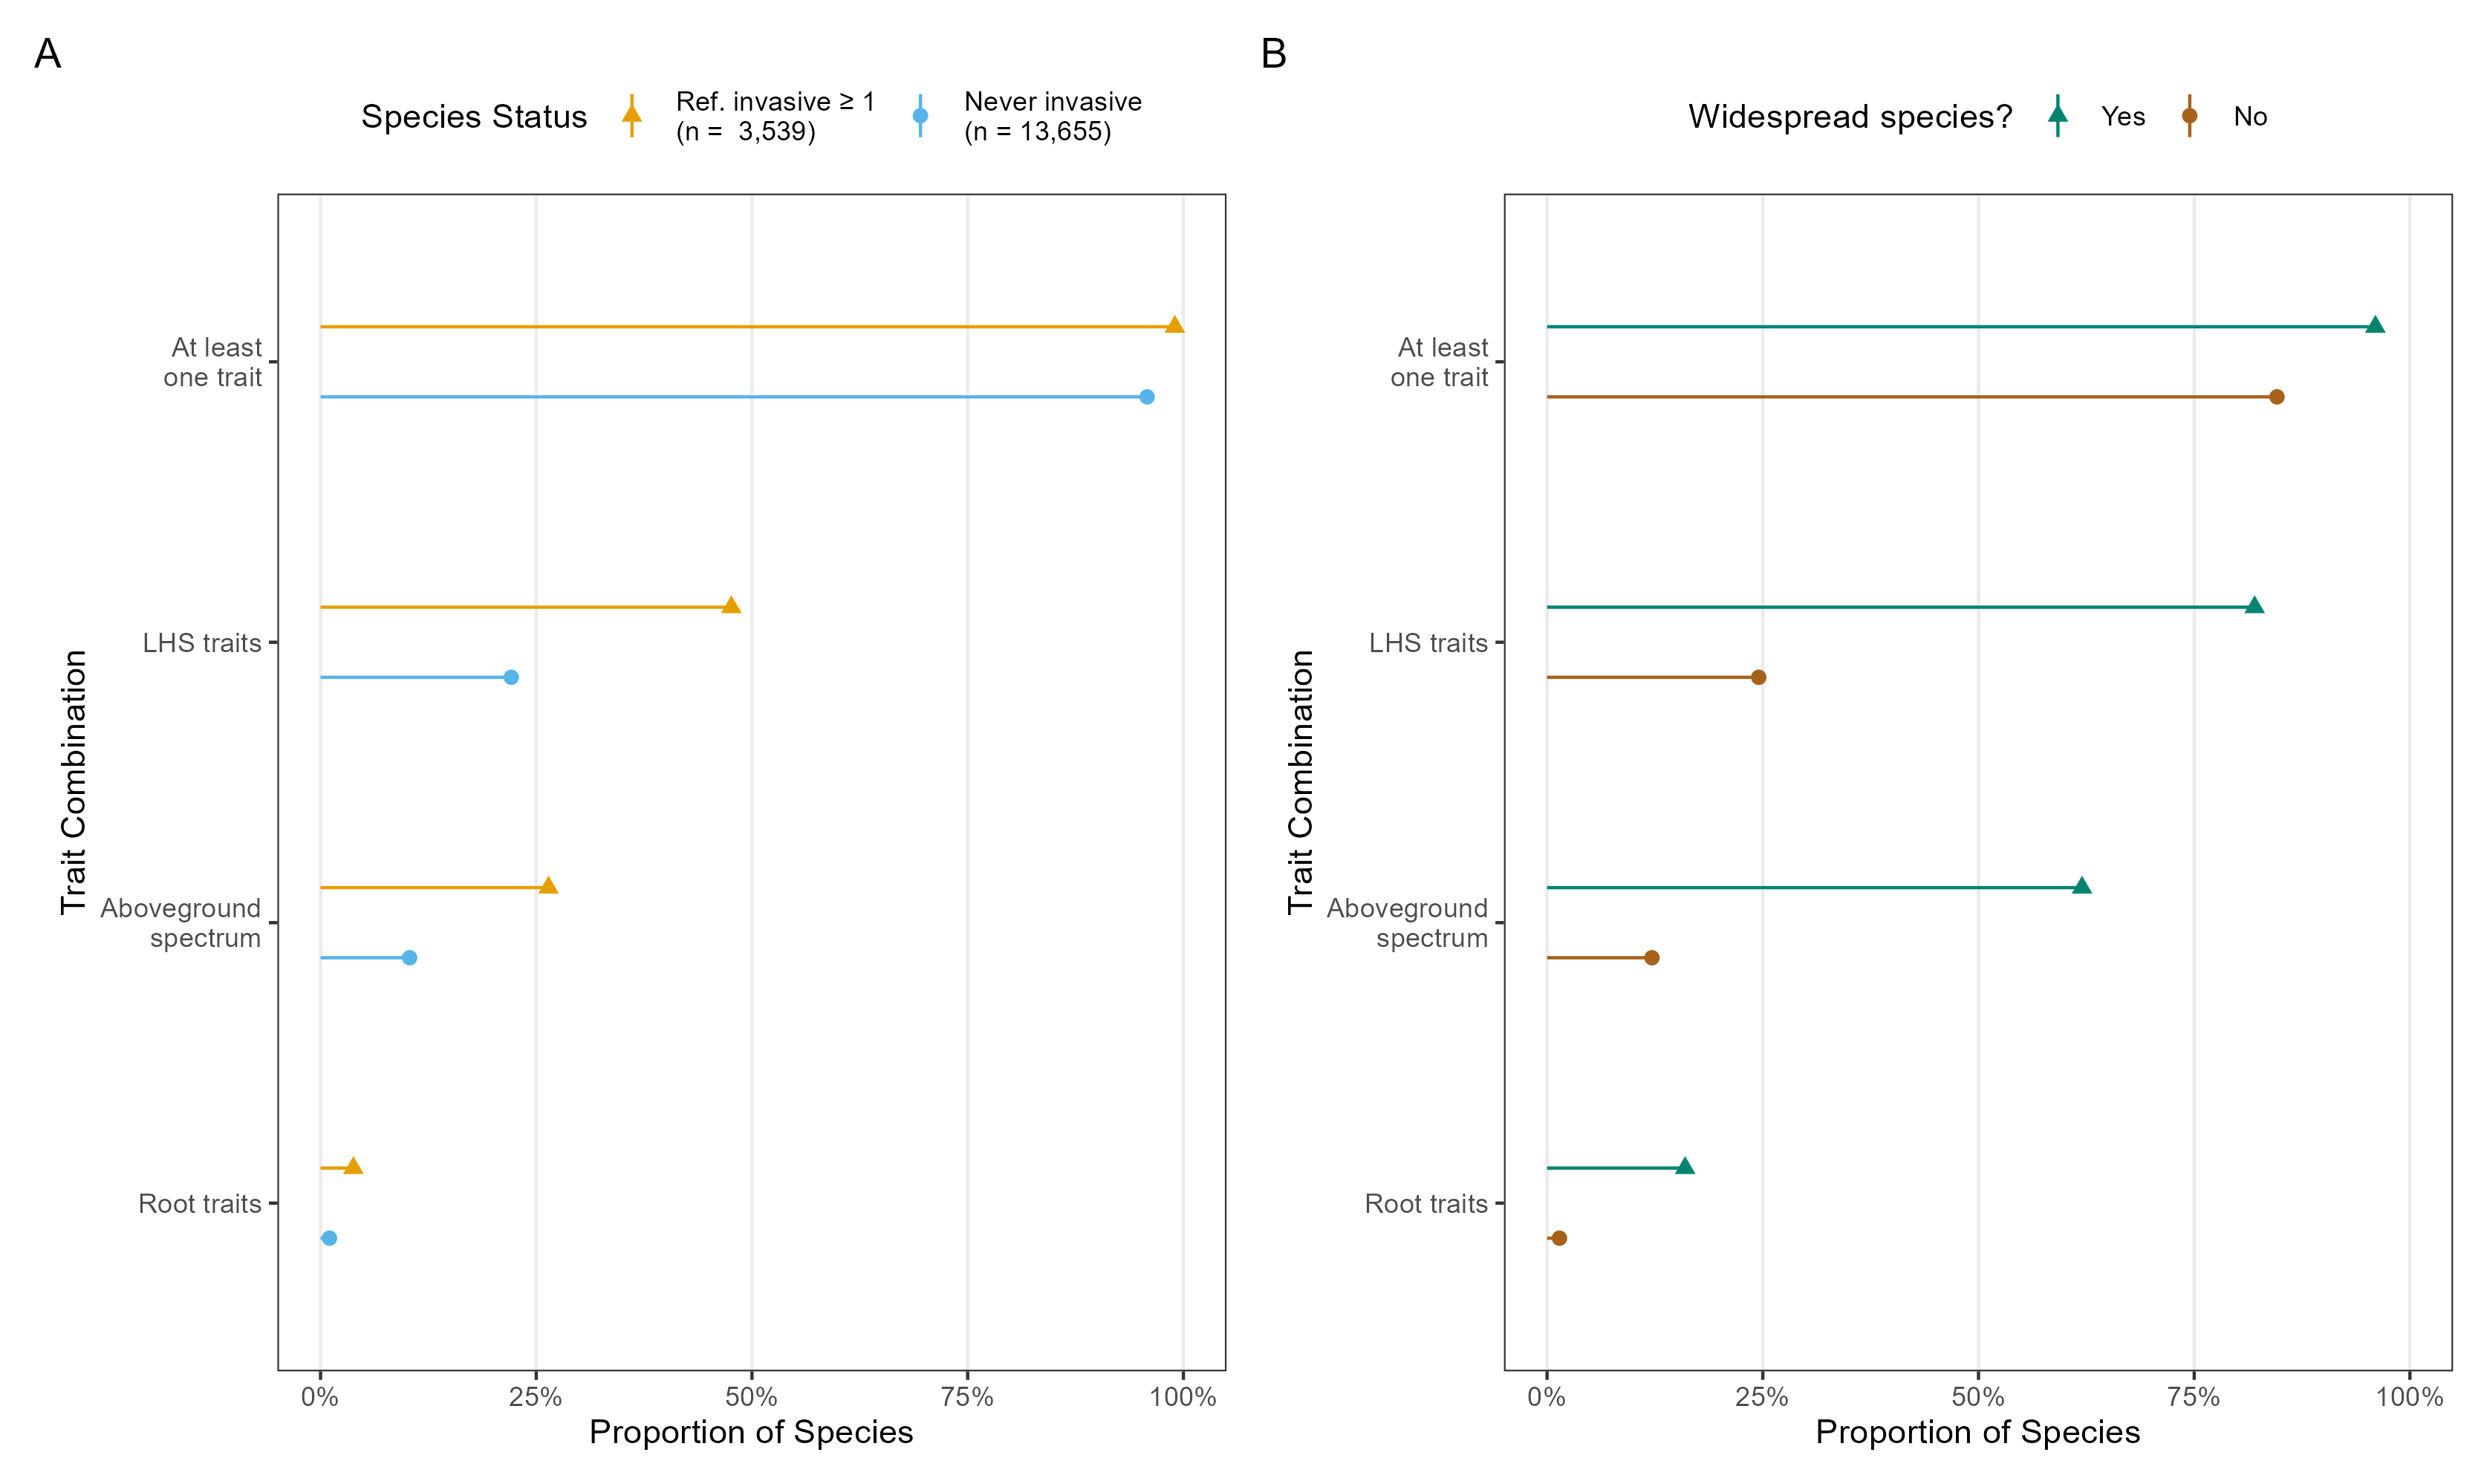 A
Species Status
Ref. invasive ≥ 1
(n =  3,539)
Never invasive
(n = 13,655)
Trait Combination
At least
one trait
LHS traits
Aboveground
spectrum
Root traits
0%
25%
50%
75%
100%
Proportion of Species
B
Widespread species?
Yes
No
Trait Combination
At least
one trait
LHS traits
Aboveground
spectrum
Root traits
0%
25%
50%
75%
100%
Proportion of Species